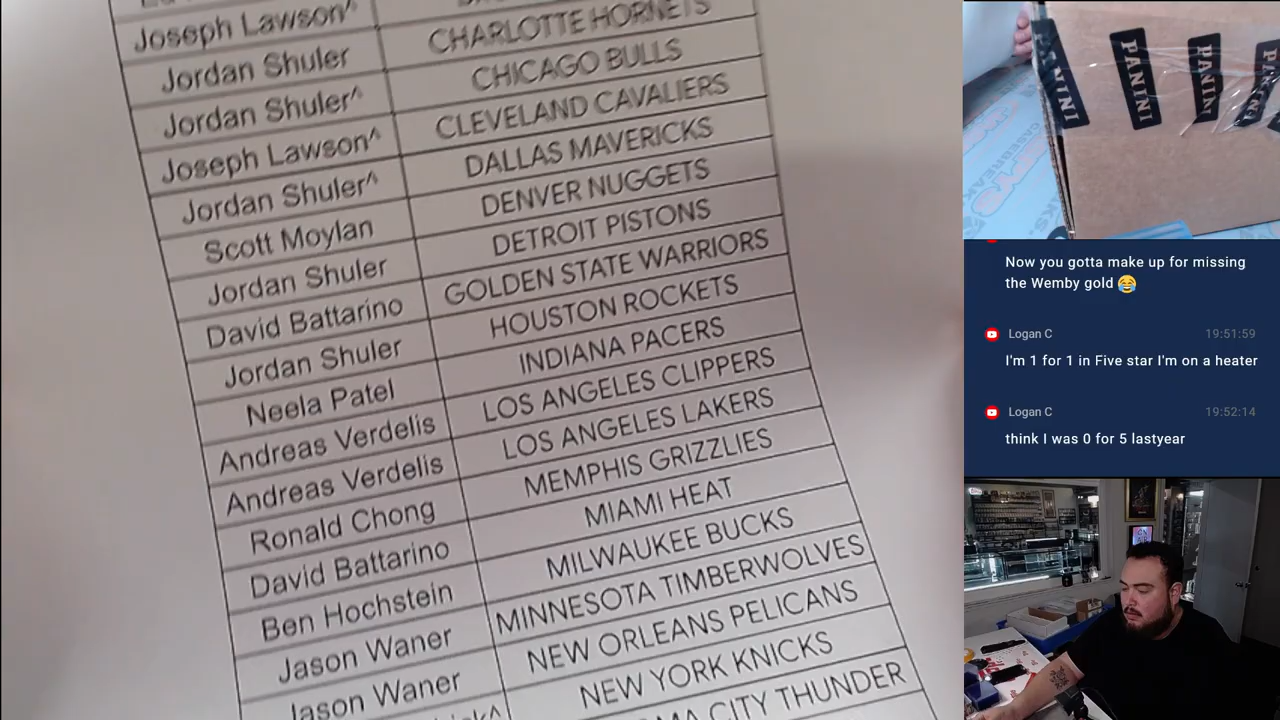 Joseph Lawson^
Jordan Shuler CHARLOTTE HORNETS
Jordan Shuler^ CHICAGO BULLS
Joseph Lawson^ CLEVELAND CAVALIERS
Jordan Shuler^ DALLAS MAVERICKS
Scott Moylan DENVER NUGGETS
Jordan Shuler DETROIT PISTONS
David Battarino GOLDEN STATE WARRIORS
Jordan Shuler HOUSTON ROCKETS
Neela Patel INDIANA PACERS
Andreas Verdelis LOS ANGELES CLIPPERS
Andreas Verdelis LOS ANGELES LAKERS
Ronald Chong MEMPHIS GRIZZLIES
David Battarino MIAMI HEAT
Ben Hochstein MILWAUKEE BUCKS
Jason Waner MINNESOTA TIMBERWOLVES
Jason Waner NEW ORLEANS PELICANS
NEW YORK KNICKS
CITY THUNDER
PANINI
PANINI
PANINI
PANINI
Now you gotta make up for missing
the Wemby gold 😂
Logan C 19:51:59
I'm 1 for 1 in Five star I'm on a heater
Logan C 19:52:14
think I was 0 for 5 lastyear